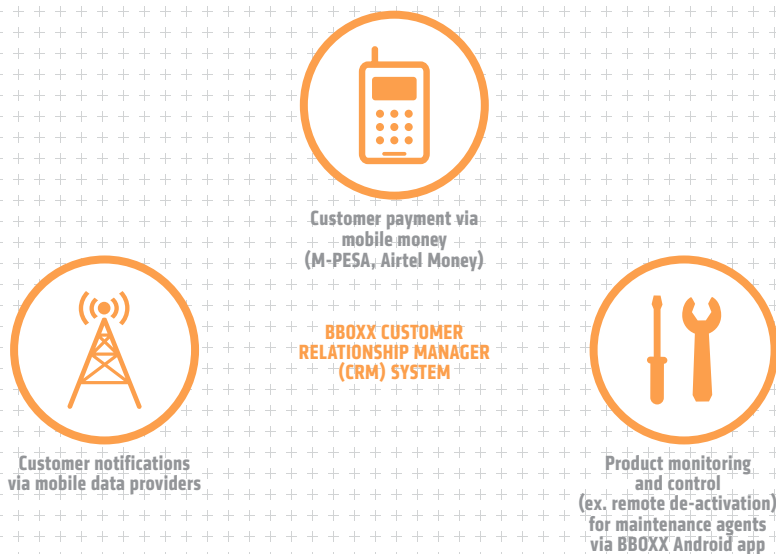 Customer payment via
mobile money
(M-PESA, Airtel Money)
BBOXX CUSTOMER
RELATIONSHIP MANAGER
(CRM) SYSTEM
Customer notifications
via mobile data providers
Product monitoring
and control
(ex. remote de-activation)
for maintenance agents
via BBOXX Android app